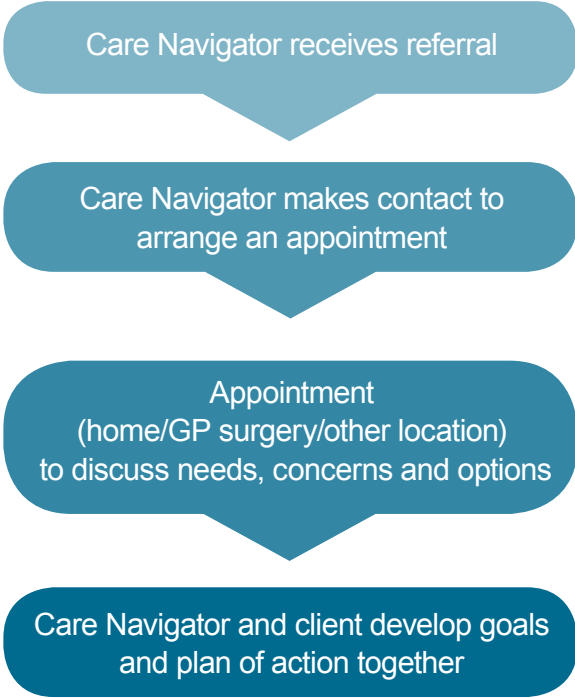 Care Navigator receives referral
Care Navigator makes contact to
arrange an appointment
Appointment
(home/GP surgery/other location)
to discuss needs, concerns and options
Care Navigator and client develop goals
and plan of action together